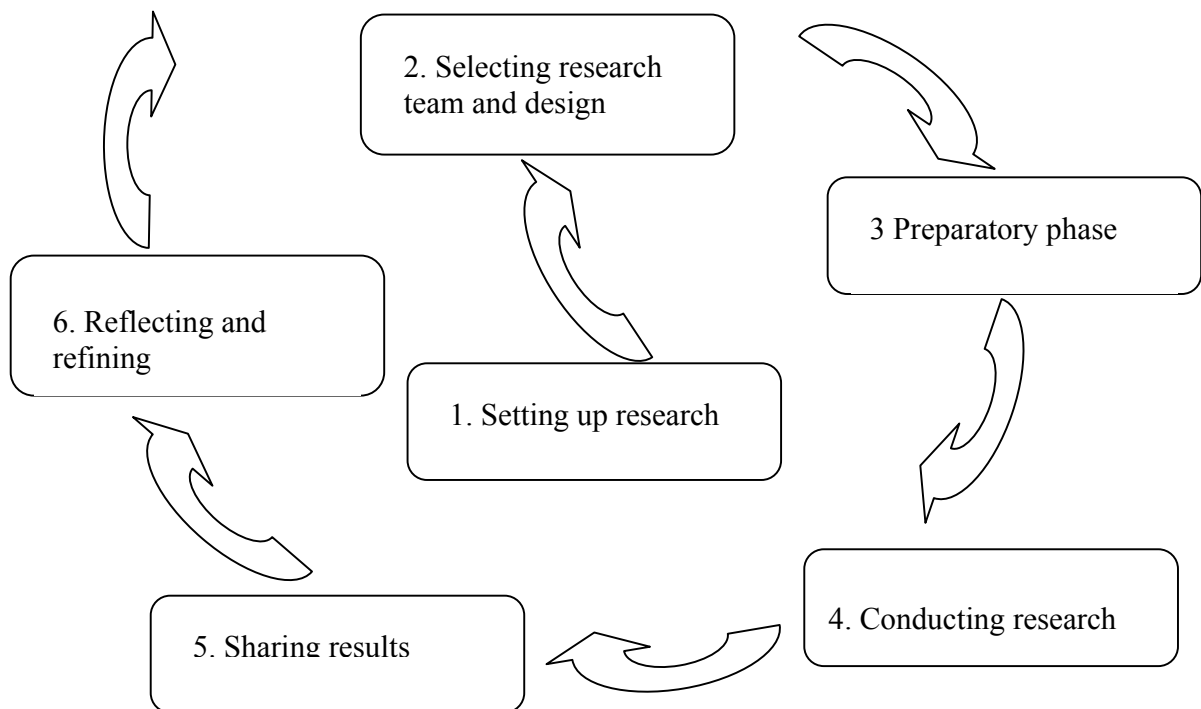 2. Selecting research
team and design
3 Preparatory phase
6. Reflecting and
refining
1. Setting up research
4. Conducting research
5. Sharing results